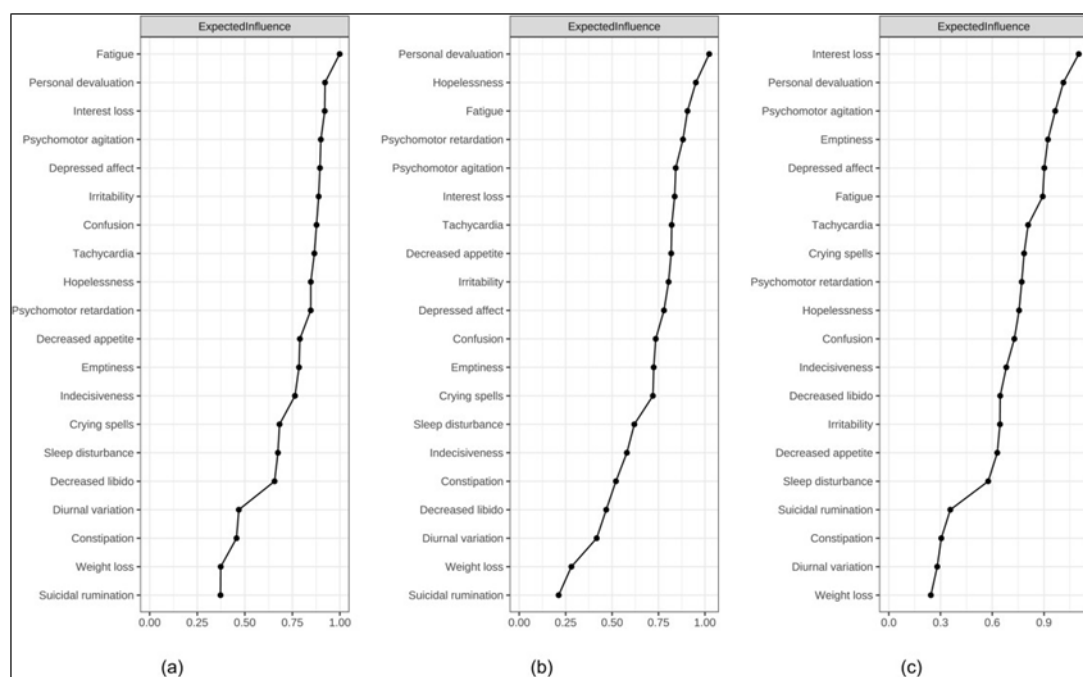 ExpectedInfluence
Fatigue
Personal devaluation
Interest loss
Psychomotor agitation
Depressed affect
Irritability
Confusion
Tachycardia
Hopelessness
Psychomotor retardation
Decreased appetite
Emptiness
Indecisiveness
Crying spells
Sleep disturbance
Decreased libido
Diurnal variation
Constipation
Weight loss
Suicidal rumination
0.00 0.25 0.50 0.75 1.00
(a)
ExpectedInfluence
Personal devaluation
Hopelessness
Fatigue
Psychomotor retardation
Psychomotor agitation
Interest loss
Tachycardia
Decreased appetite
Irritability
Depressed affect
Confusion
Emptiness
Crying spells
Sleep disturbance
Indecisiveness
Constipation
Decreased libido
Diurnal variation
Weight loss
Suicidal rumination
0.00 0.25 0.50 0.75 1.00
(b)
ExpectedInfluence
Interest loss
Personal devaluation
Psychomotor agitation
Emptiness
Depressed affect
Fatigue
Tachycardia
Crying spells
Psychomotor retardation
Hopelessness
Confusion
Indecisiveness
Decreased libido
Irritability
Decreased appetite
Sleep disturbance
Suicidal rumination
Constipation
Diurnal variation
Weight loss
0.0 0.3 0.6 0.9
(c)